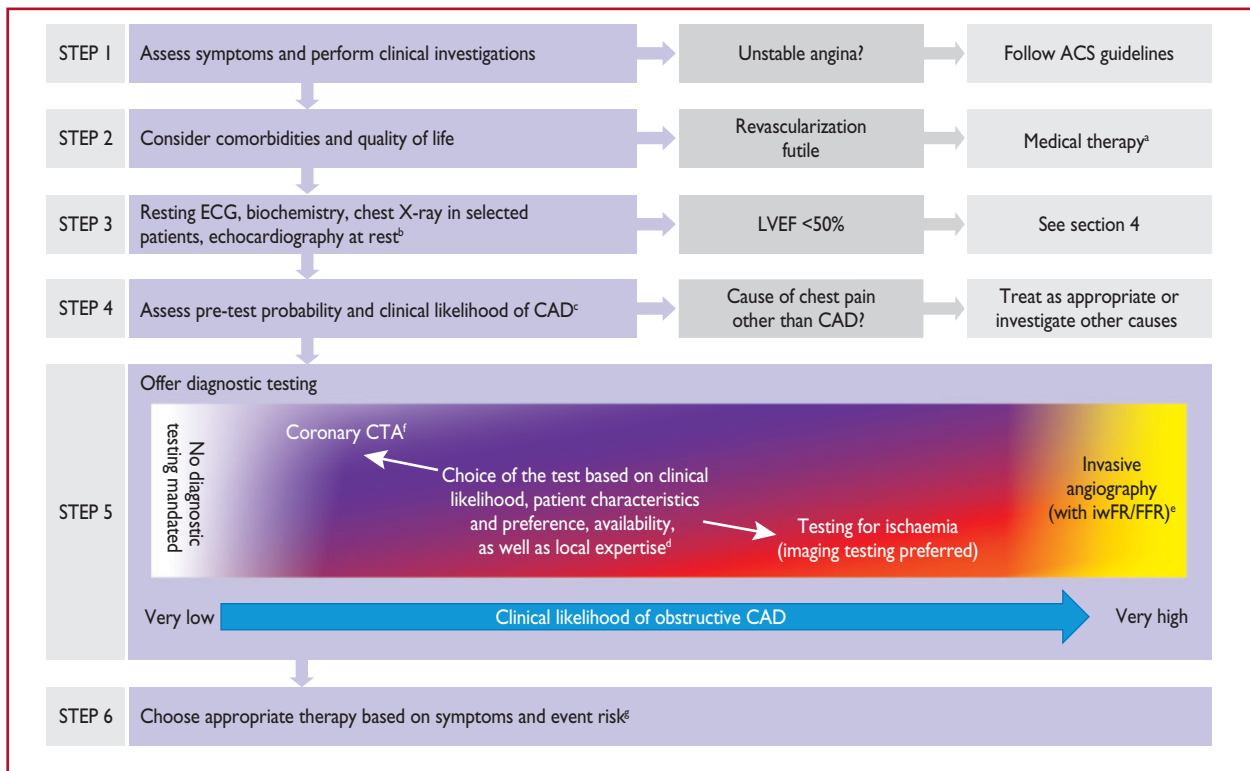 STEP 1
Assess symptoms and perform clinical investigations
Unstable angina?
Follow ACS guidelines
STEP 2
Consider comorbidities and quality of life
Revascularization
futile
Medical therapyᵃ
STEP 3
Resting ECG, biochemistry, chest X-ray in selected
patients, echocardiography at restᵇ
LVEF <50%
See section 4
STEP 4
Assess pre-test probability and clinical likelihood of CADᶜ
Cause of chest pain
other than CAD?
Treat as appropriate or
investigate other causes
STEP 5
Offer diagnostic testing
No diagnostic
testing mandated
Coronary CTAᶠ
Choice of the test based on clinical
likelihood, patient characteristics
and preference, availability,
as well as local expertiseᵈ
Testing for ischaemia
(imaging testing preferred)
Invasive
angiography
(with iwFR/FFR)ᵉ
Very low
Clinical likelihood of obstructive CAD
Very high
STEP 6
Choose appropriate therapy based on symptoms and event riskᵍ